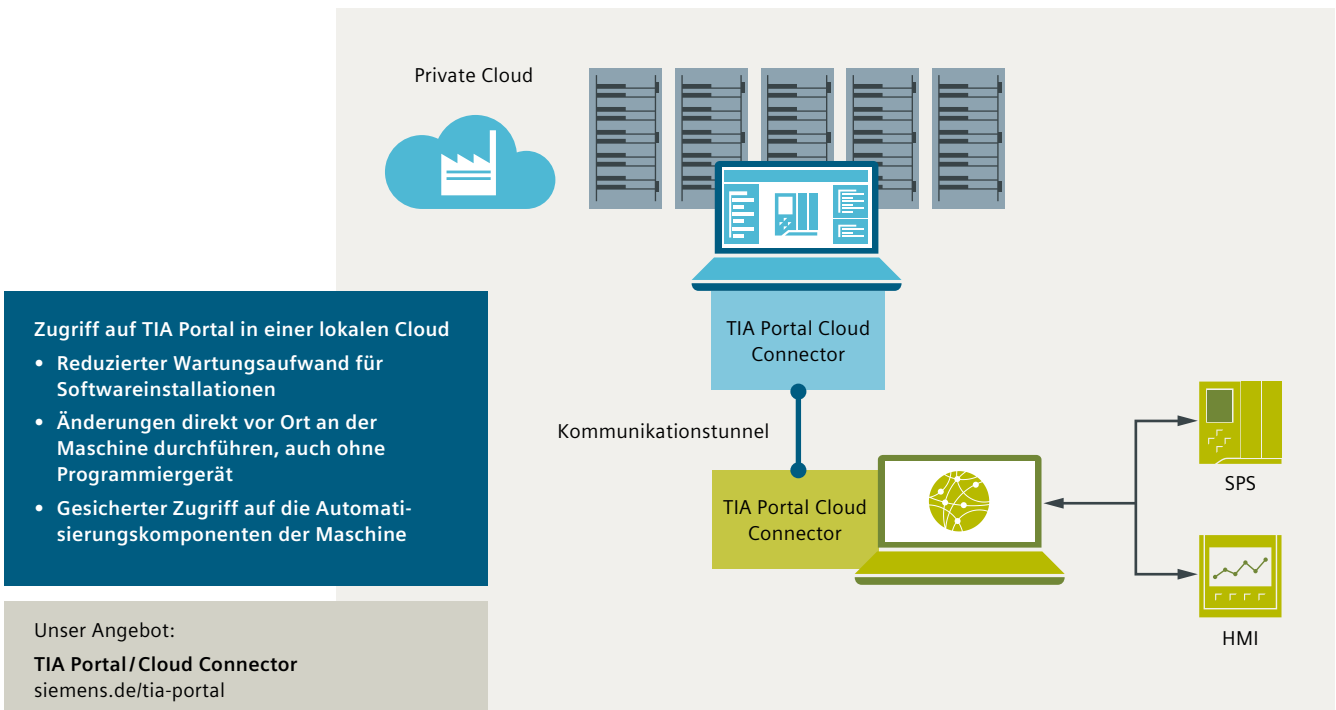 Private Cloud
TIA Portal Cloud
Connector
Kommunikationstunnel
TIA Portal Cloud
Connector
SPS
HMI
Zugriff auf TIA Portal in einer lokalen Cloud
• Reduzierter Wartungsaufwand für
Softwareinstallationen
• Änderungen direkt vor Ort an der
Maschine durchführen, auch ohne
Programmiergerät
• Gesicherter Zugriff auf die Automati-
sierungskomponenten der Maschine
Unser Angebot:
TIA Portal/Cloud Connector
siemens.de/tia-portal